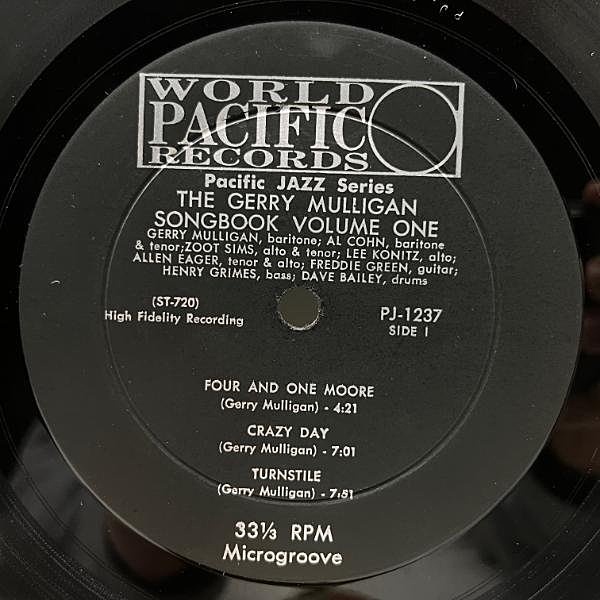 WORLD
PACIFIC
RECORDS
Pacific JAZZ Series
THE GERRY MULLIGAN
SONGBOOK VOLUME ONE
GERRY MULLIGAN, baritone; AL COHN, baritone
& tenor; ZOOT SIMS, alto & tenor; LEE KONITZ, alto;
ALLEN EAGER, tenor & alto; FREDDIE GREEN, guitar;
HENRY GRIMES, bass; DAVE BAILEY, drums
(ST-720)
High Fidelity Recording
PJ-1237
SIDE 1
FOUR AND ONE MOORE
(Gerry Mulligan) - 4:21
CRAZY DAY
(Gerry Mulligan) - 7:01
TURNSTILE
(Gerry Mulligan) - 7:51
33⅓ RPM
Microgroove